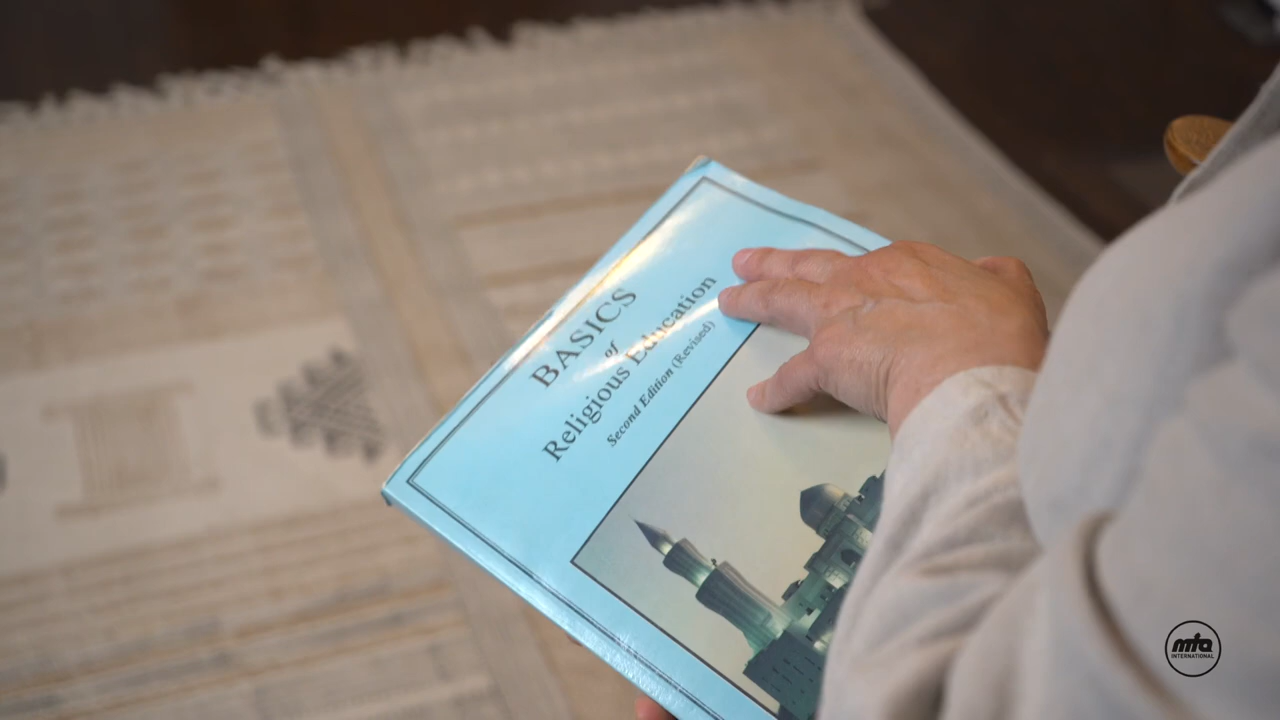 BASICS
of
Religious Education
Second Edition (Revised)
mta
INTERNATIONAL